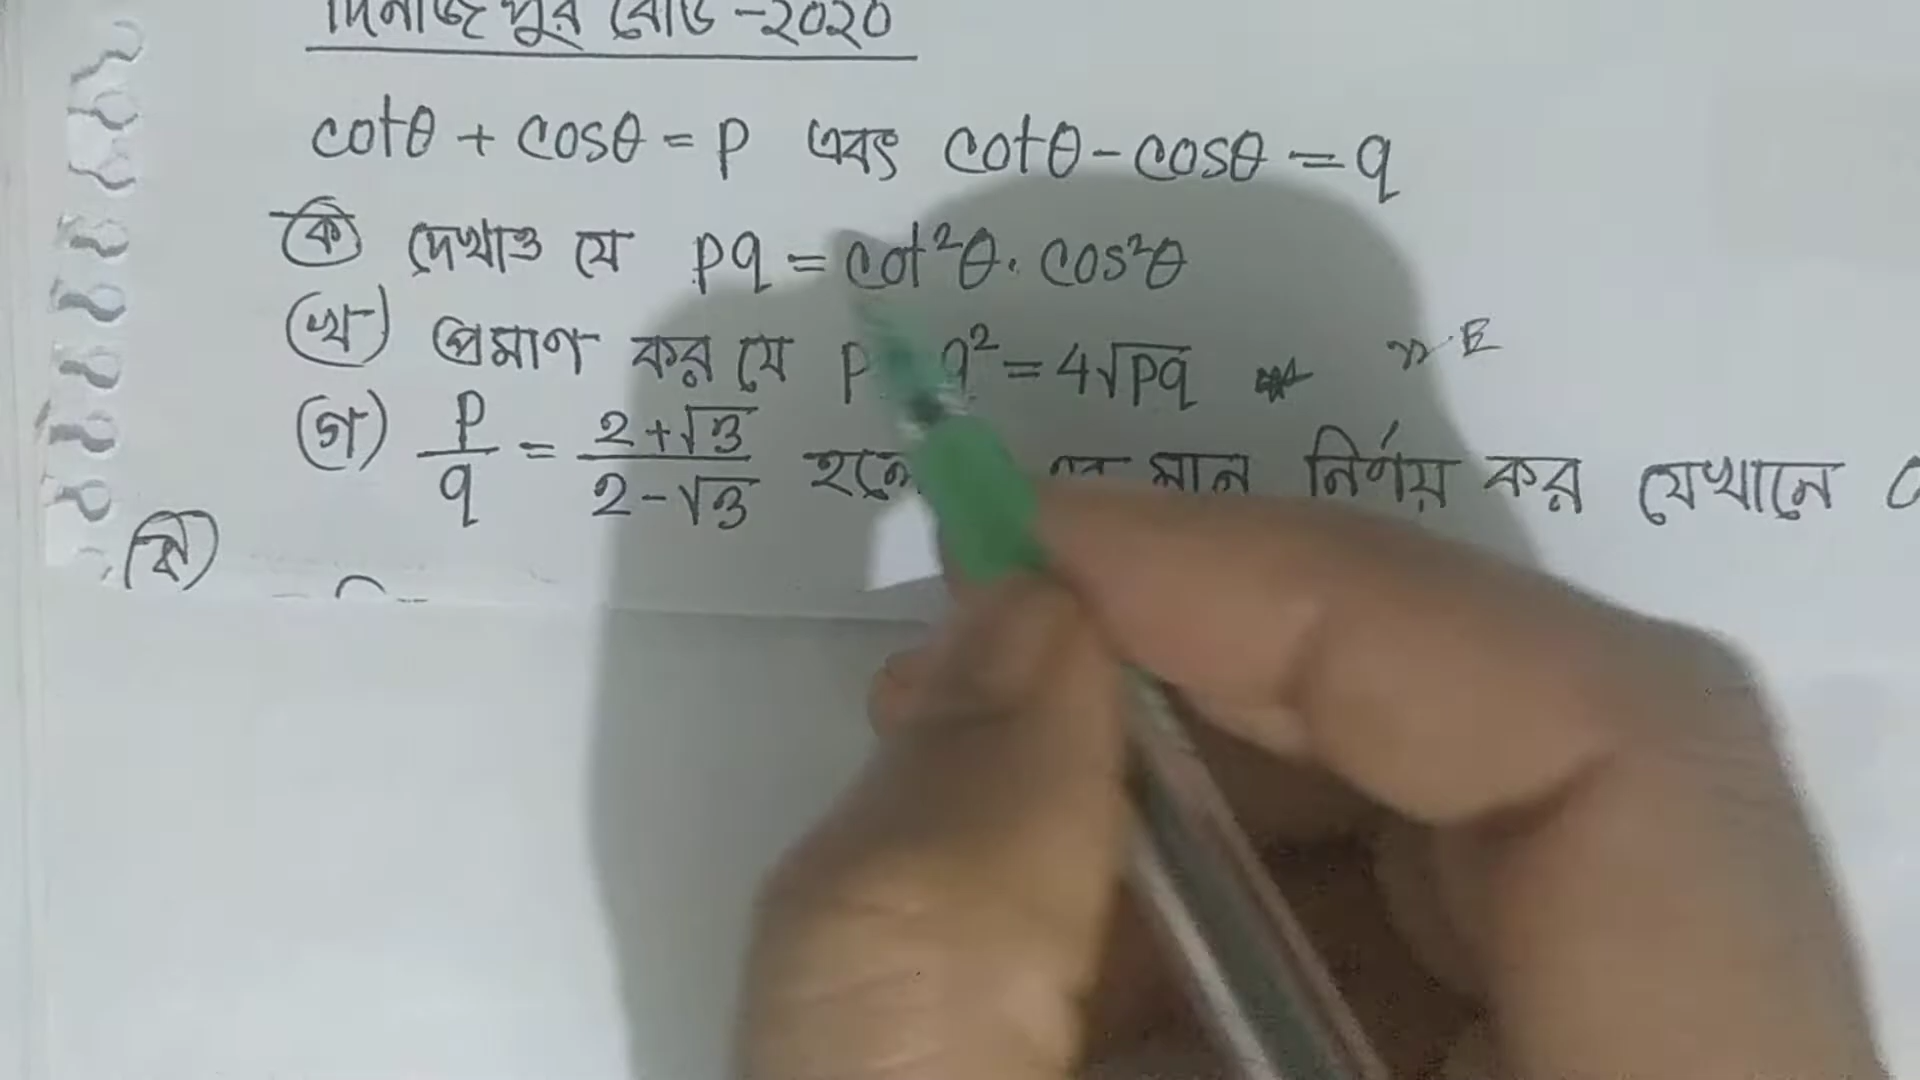 দিনাজপুর বোর্ড -২০২০
cotθ + cosθ = p এবং cotθ - cosθ = q
(ক) দেখাও যে pq = cot²θ. cos²θ
(খ) প্রমাণ কর যে p q² = 4√pq
(গ) p/q = 2+√3/2-√3 হলে মান নির্ণয় কর যেখানে
(ক)